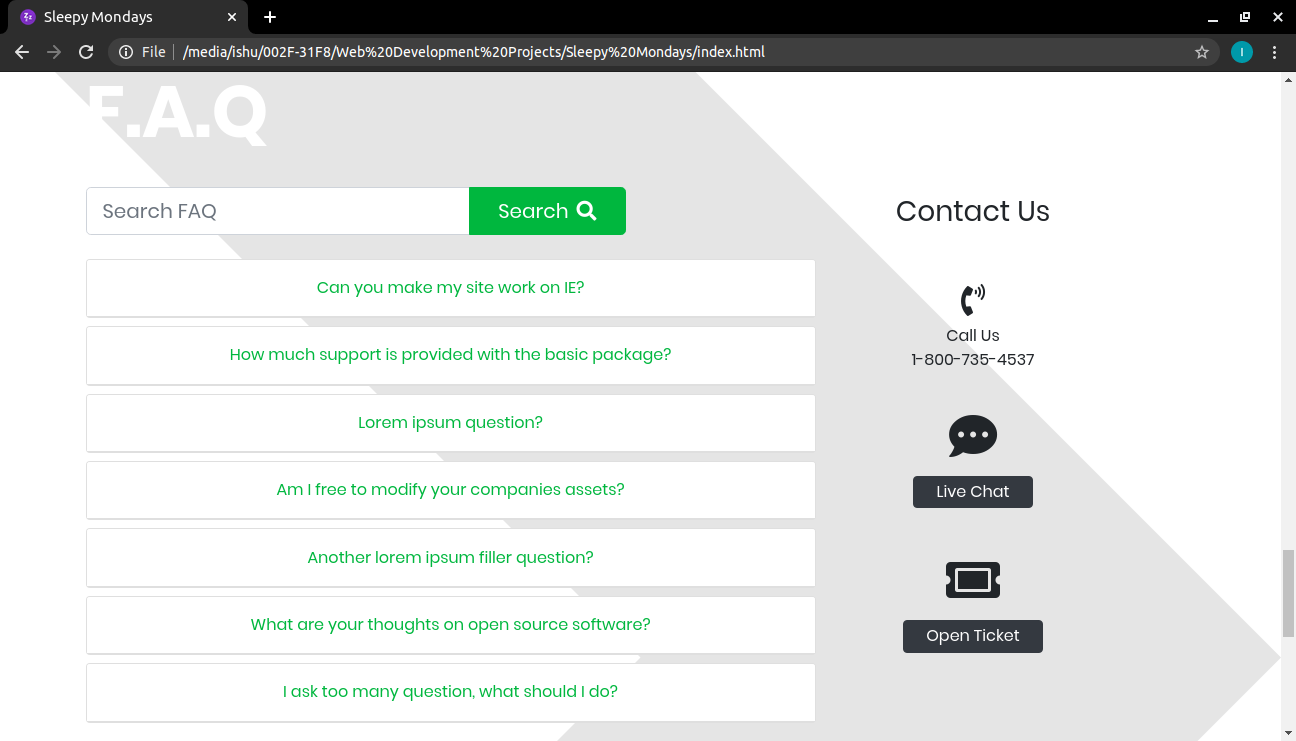 Sleepy Mondays
File | /media/ishu/002F-31F8/Web%20Development%20Projects/Sleepy%20Mondays/index.html
I
F.A.Q
Search FAQ
Search
Can you make my site work on IE?
How much support is provided with the basic package?
Lorem ipsum question?
Am I free to modify your companies assets?
Another lorem ipsum filler question?
What are your thoughts on open source software?
I ask too many question, what should I do?
Contact Us
Call Us
1-800-735-4537
Live Chat
Open Ticket